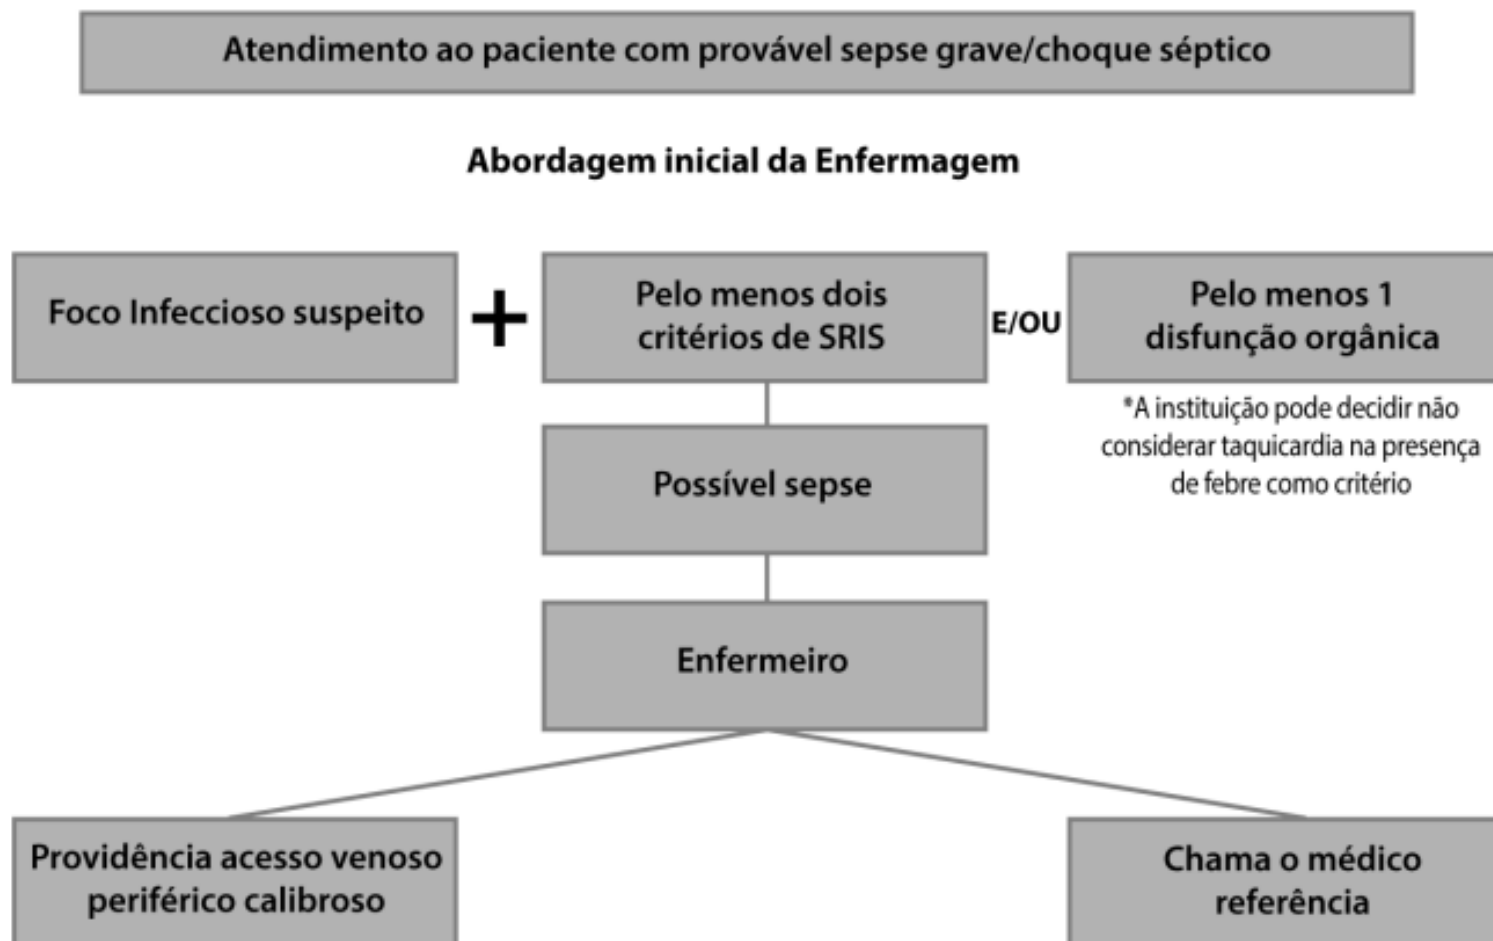 Atendimento ao paciente com provável sepse grave/choque séptico
Abordagem inicial da Enfermagem
Foco Infeccioso suspeito
+
Pelo menos dois
critérios de SRIS
E/OU
Pelo menos 1
disfunção orgânica
*A instituição pode decidir não
considerar taquicardia na presença
de febre como critério
Possível sepse
Enfermeiro
Providência acesso venoso
periférico calibroso
Chama o médico
referência